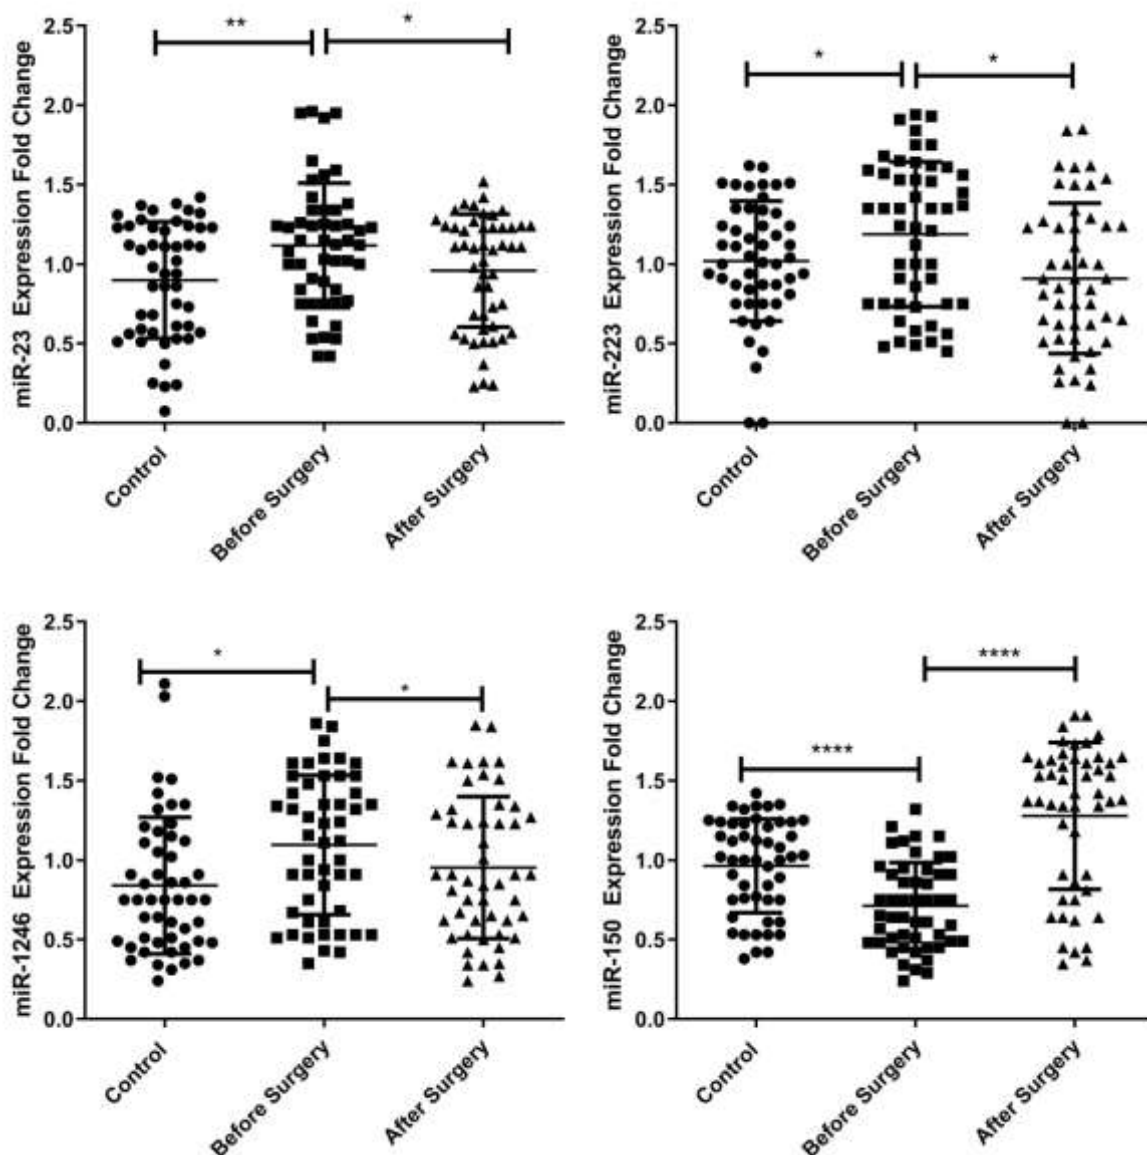 miR-23 Expression Fold Change
2.5
2.0
1.5
1.0
0.5
0.0
**
*
Control
Before Surgery
After Surgery
miR-223 Expression Fold Change
2.5
2.0
1.5
1.0
0.5
0.0
*
*
Control
Before Surgery
After Surgery
miR-1246 Expression Fold Change
2.5
2.0
1.5
1.0
0.5
0.0
*
*
Control
Before Surgery
After Surgery
miR-150 Expression Fold Change
2.5
2.0
1.5
1.0
0.5
0.0
****
****
Control
Before Surgery
After Surgery